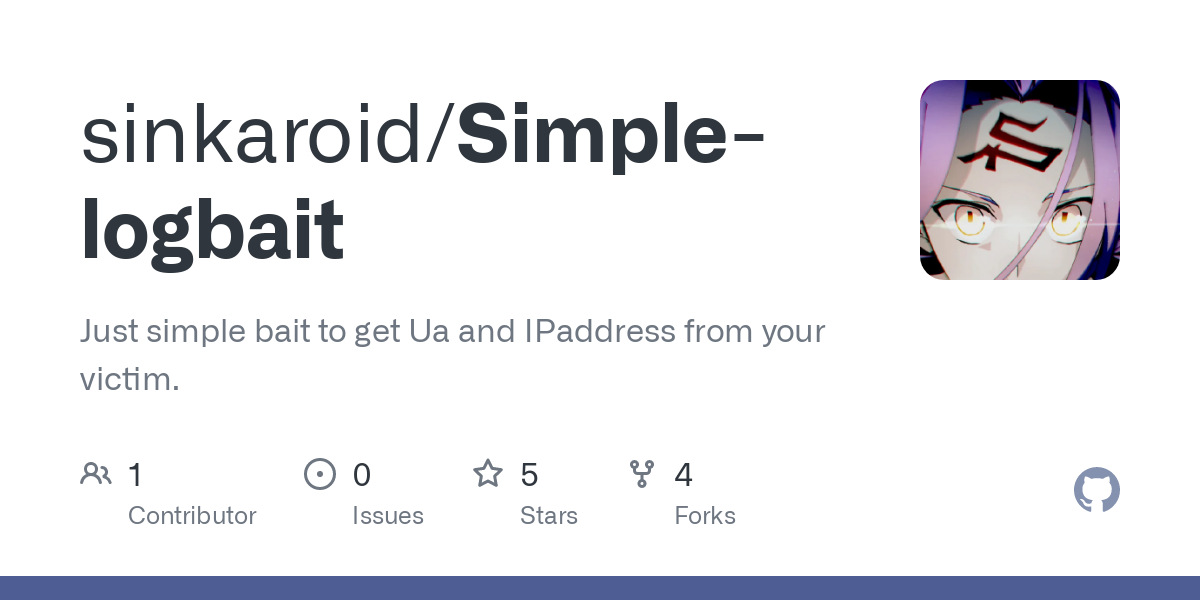 sinkaroid/Simple-
logbait
Just simple bait to get Ua and IPaddress from your
victim.
1 0 5 4
Contributor Issues Stars Forks